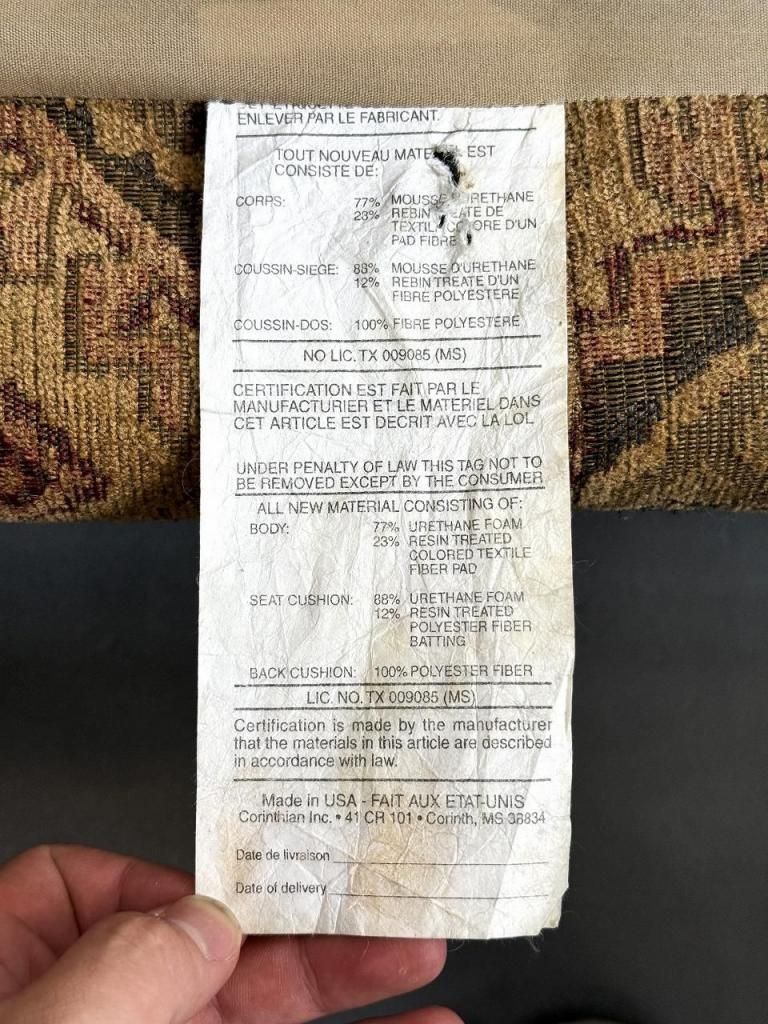 ENLEVER PAR LE FABRICANT.
TOUT NOUVEAU EST
CONSISTE DE:
CORPS: 77% MOUSSE URETHANE
23% DE
TEXTIL D'UN
PAD FIBRE
COUSSIN-SIEGE: 88% MOUSSE D'URETHANE
12% REBIN TREATE D'UN
FIBRE POLYESTERE
COUSSIN-DOS: 100% FIBRE POLYESTERE
NO LIC. TX 009085 (MS)
CERTIFICATION EST FAIT PAR LE
MANUFACTURIER ET LE MATERIEL DANS
CET ARTICLE EST DECRIT AVEC LA LOL
UNDER PENALTY OF LAW THIS TAG NOT TO
BE REMOVED EXCEPT BY THE CONSUMER
ALL NEW MATERIAL CONSISTING OF:
BODY: 77% URETHANE FOAM
23% RESIN TREATED
COLORED TEXTILE
FIBER PAD
SEAT CUSHION: 88% URETHANE FOAM
12% RESIN TREATED
POLYESTER FIBER
BATTING
BACK CUSHION: 100% POLYESTER FIBER
LIC. NO. TX 009085 (MS)
Certification is made by the manufacturer
that the materials in this article are described
in accordance with law.
Made in USA - FAIT AUX ETAT-UNIS
Corinthian Inc. • 41 CR 101 • Corinth, MS 38834
Date de livraison
Date of delivery